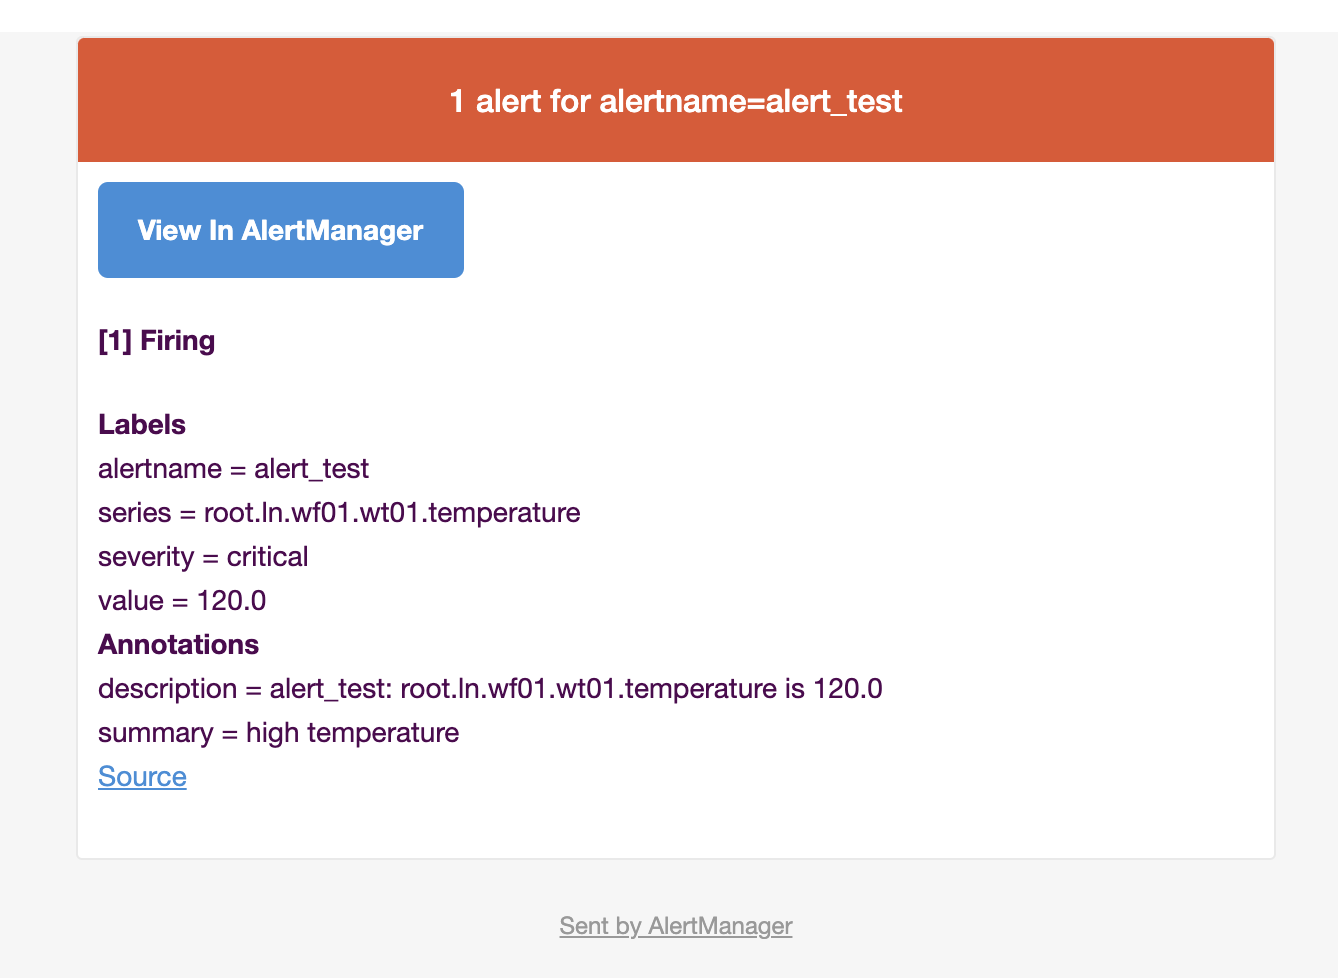 1 alert for alertname=alert_test
View In AlertManager
[1] Firing
Labels
alertname = alert_test
series = root.ln.wf01.wt01.temperature
severity = critical
value = 120.0
Annotations
description = alert_test: root.ln.wf01.wt01.temperature is 120.0
summary = high temperature
Source
Sent by AlertManager